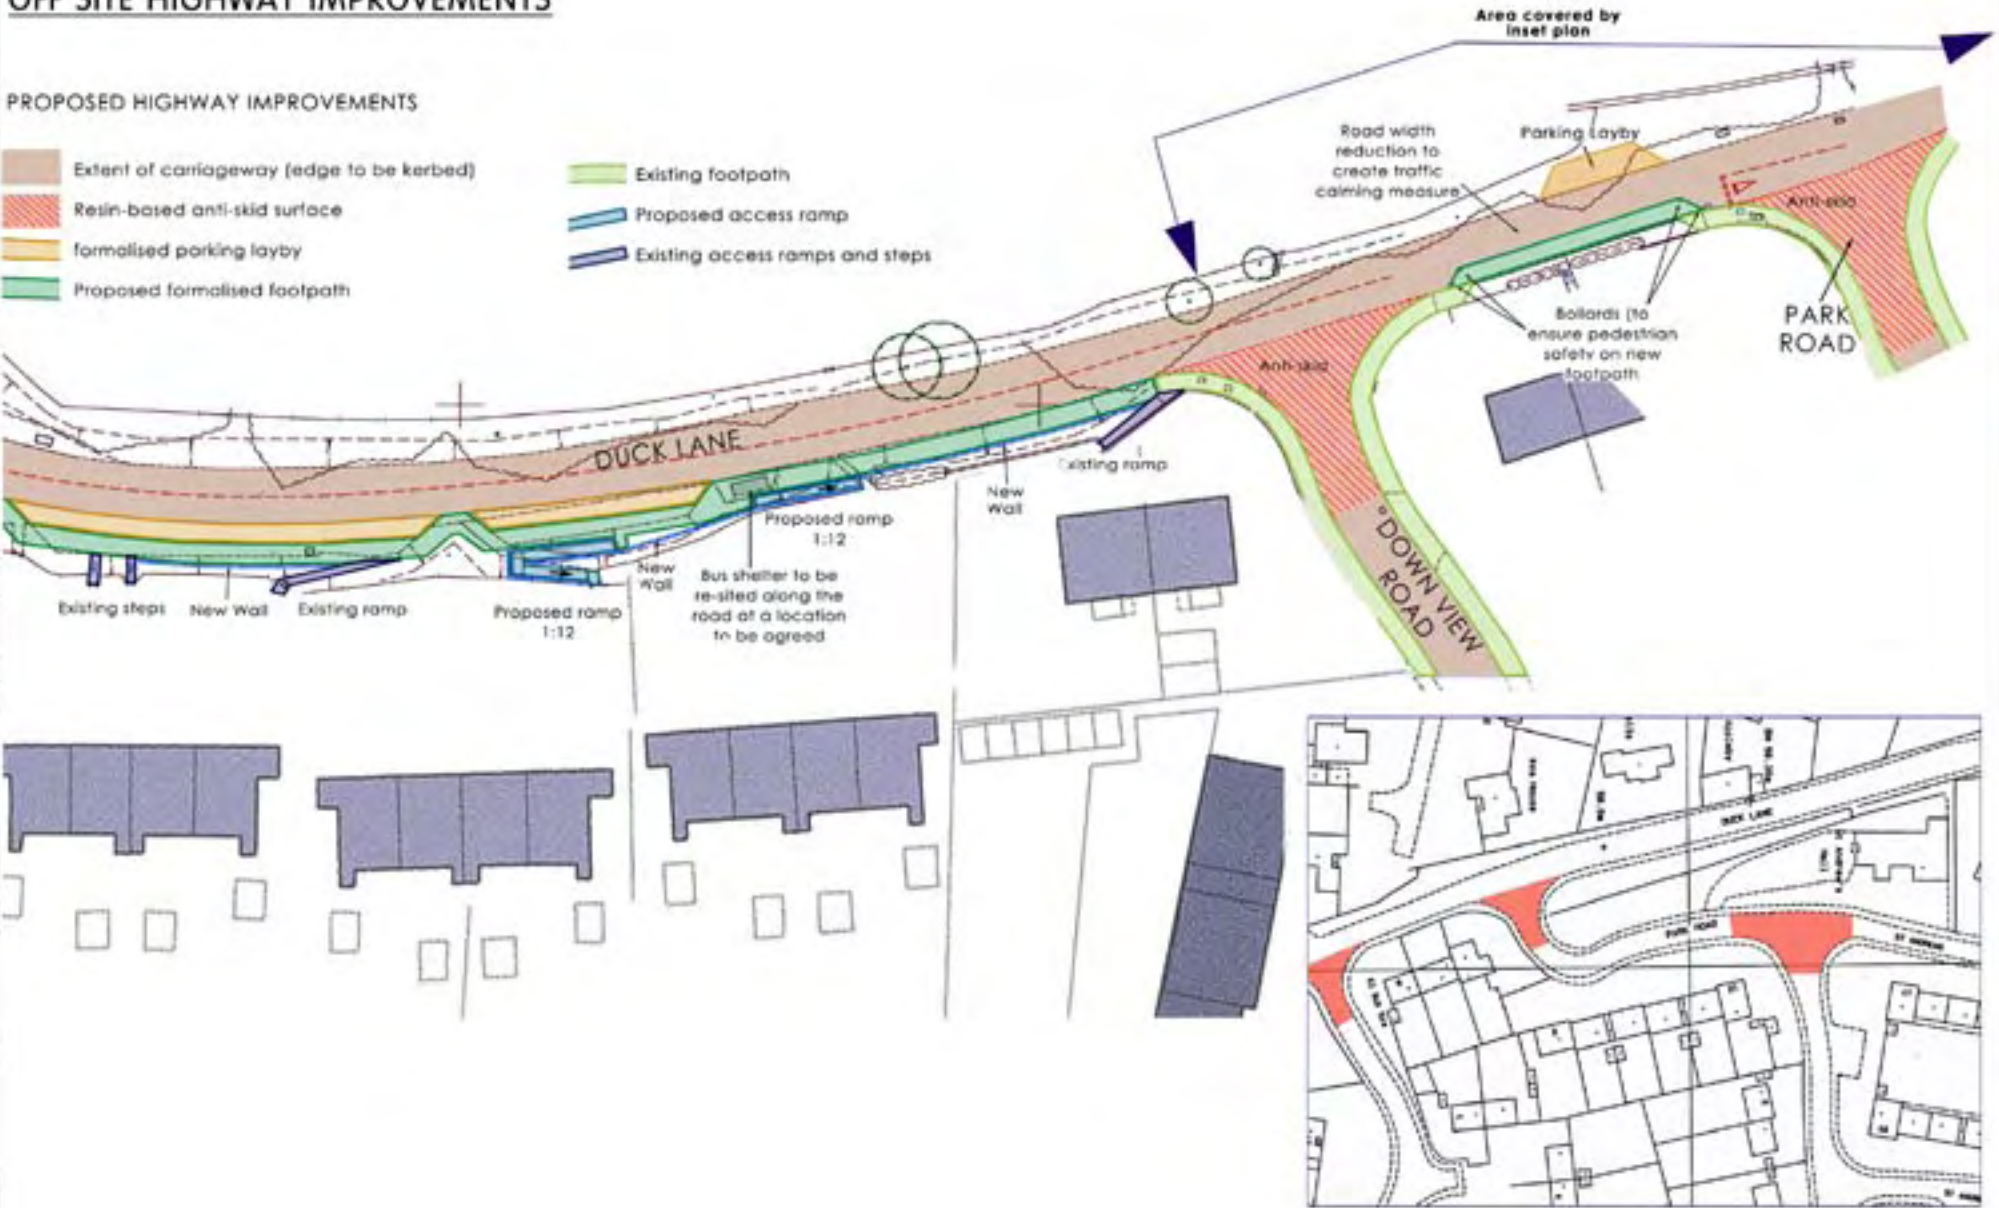 OFF SITE HIGHWAY IMPROVEMENTS
PROPOSED HIGHWAY IMPROVEMENTS
Extent of carriageway (edge to be kerbed)
Resin-based anti-skid surface
formalised parking layby
Proposed formalised footpath
Existing footpath
Proposed access ramp
Existing access ramps and steps
Area covered by
inset plan
Road width
reduction to
create traffic
calming measure
Parking Layby
Anti-skid
PARK
ROAD
Bollards (to
ensure pedestrian
safety on new
footpath
Anti-skid
DUCK LANE
Existing ramp
New
Wall
Proposed ramp
1:12
DOWN VIEW
ROAD
New
Wall
Bus shelter to be
re-sited along the
road at a location
to be agreed
Existing steps
New Wall
Existing ramp
Proposed ramp
1:12
DUCK LANE
PARK ROAD